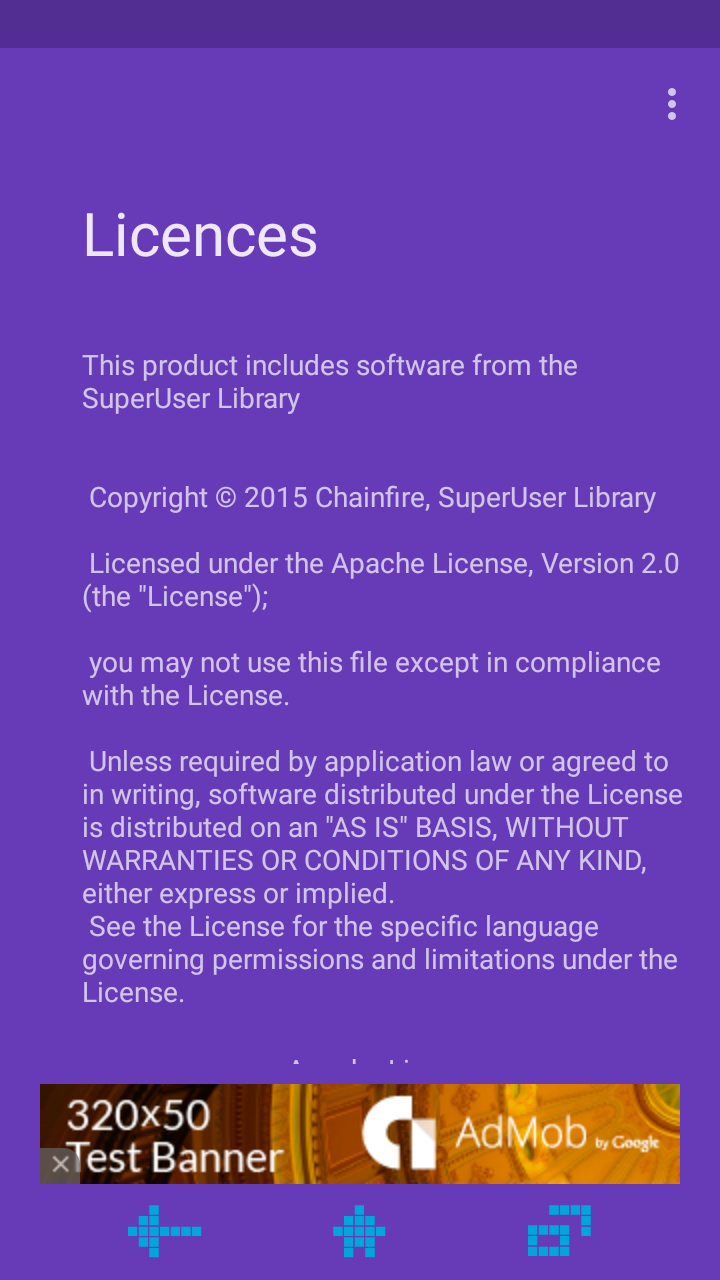 Licences
This product includes software from the
SuperUser Library
Copyright © 2015 Chainfire, SuperUser Library
Licensed under the Apache License, Version 2.0
(the "License");
you may not use this file except in compliance
with the License.
Unless required by application law or agreed to
in writing, software distributed under the License
is distributed on an "AS IS" BASIS, WITHOUT
WARRANTIES OR CONDITIONS OF ANY KIND,
either express or implied.
See the License for the specific language
governing permissions and limitations under the
License.
320x50
Test Banner
AdMob by Google